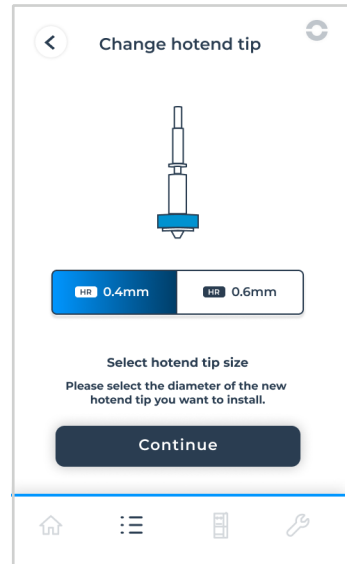 Change hotend tip
HR 0.4mm
HR 0.6mm
Select hotend tip size
Please select the diameter of the new
hotend tip you want to install.
Continue